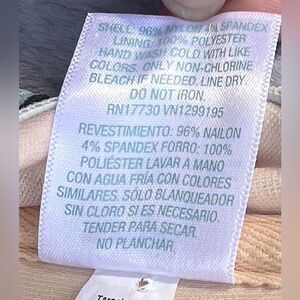 SHELL: 96% NYLON 4% SPANDEX
LINING: 100% POLYESTER
HAND WASH COLD WITH LIKE
COLORS. ONLY NON-CHLORINE
BLEACH IF NEEDED. LINE DRY.
DO NOT IRON.
RN17730 VN1299195
REVESTIMIENTO: 96% NAILON
4% SPANDEX FORRO: 100%
POLIÉSTER LAVAR A MANO
CON AGUA FRÍA CON COLORES
SIMILARES. SÓLO BLANQUEADOR
SIN CLORO SI ES NECESARIO.
TENDER PARA SECAR.
NO PLANCHAR.